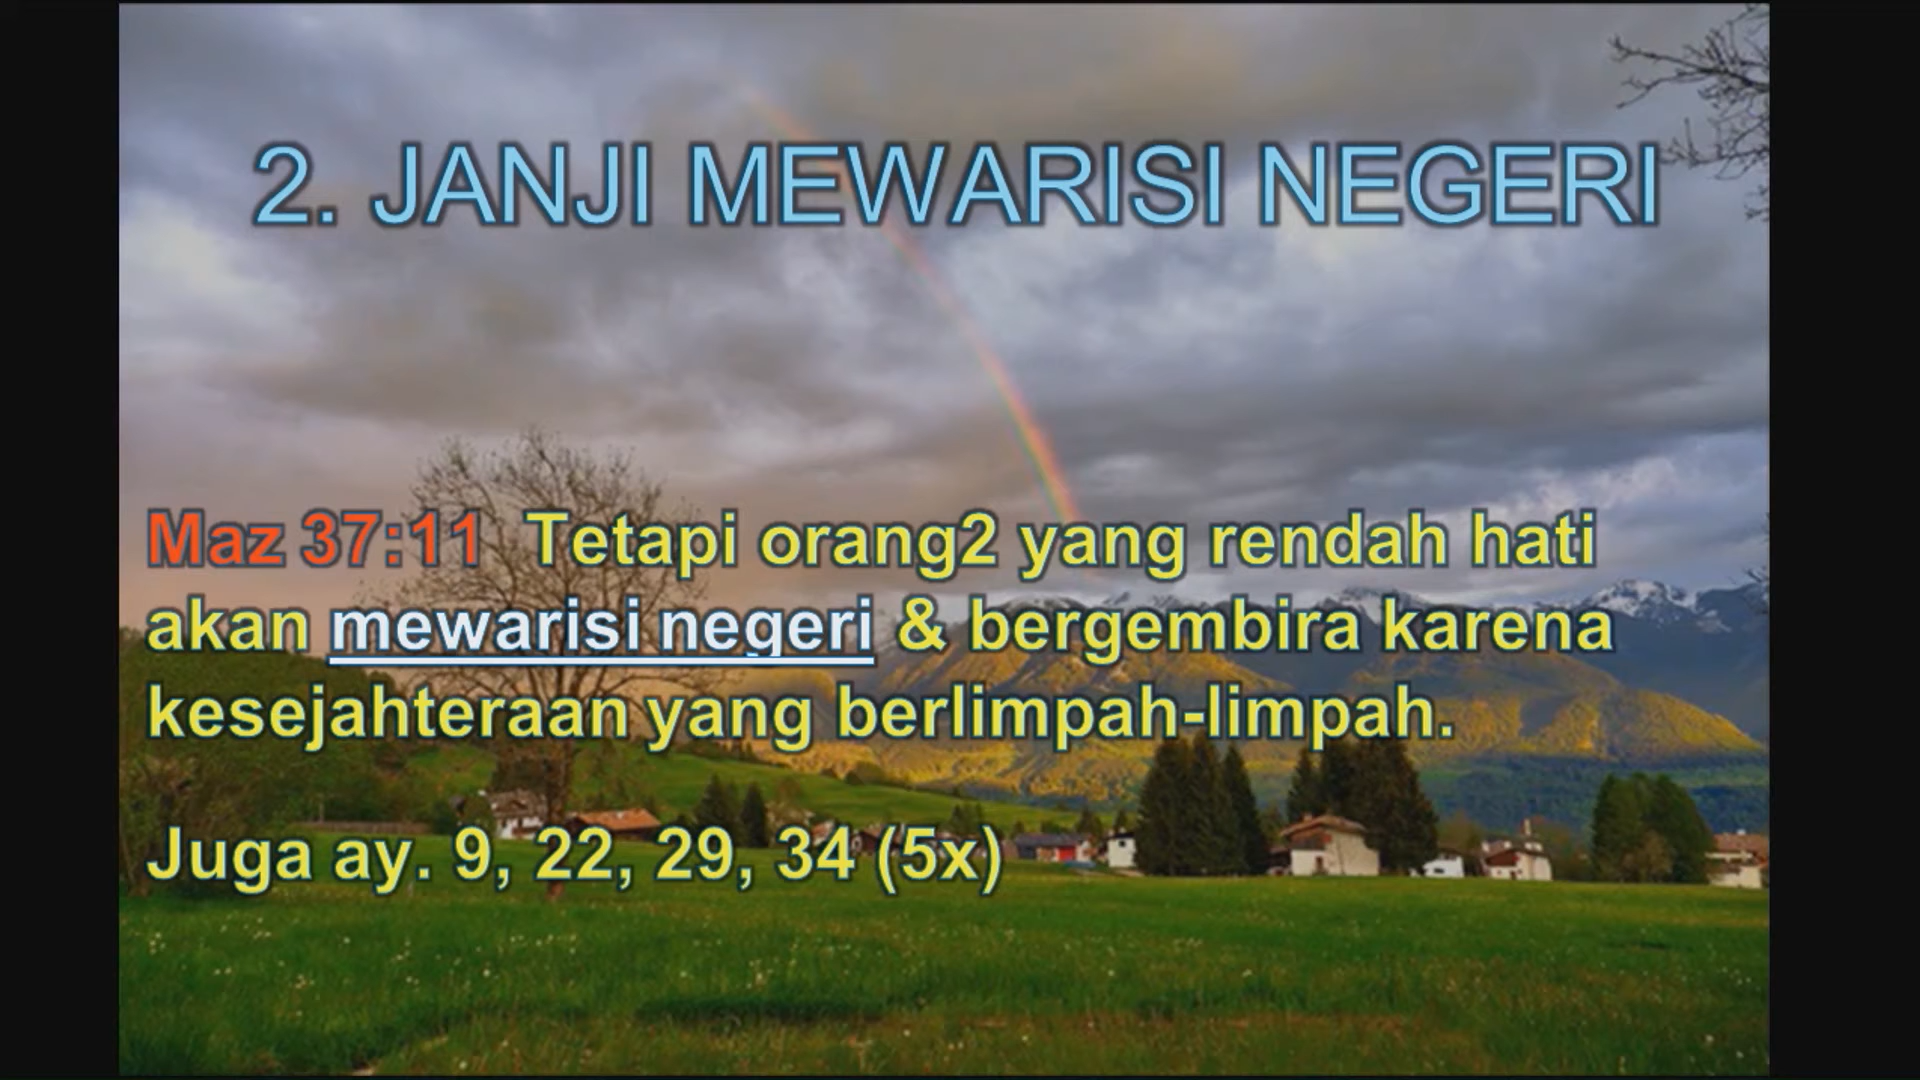 2. JANJI MEWARISI NEGERI
Maz 37:11 Tetapi orang2 yang rendah hati
akan mewarisi negeri & bergembira karena
kesejahteraan yang berlimpah-limpah.
Juga ay. 9, 22, 29, 34 (5x)